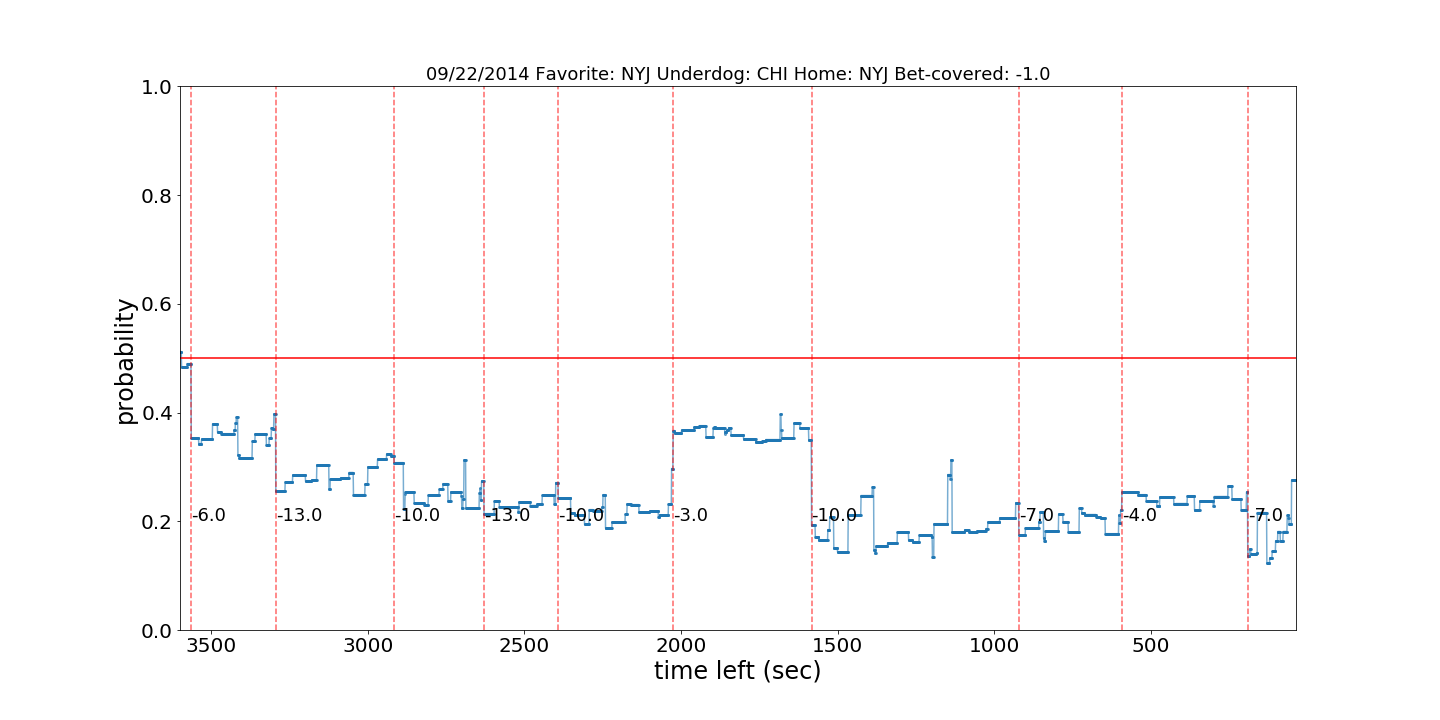 09/22/2014 Favorite: NYJ Underdog: CHI Home: NYJ Bet-covered: -1.0
1.0
0.8
0.6
0.4
0.2
0.0
probability
-6.0 -13.0 -10.0 -13.0 -10.0 -3.0 -10.0 -7.0 -4.0 -7.0
3500 3000 2500 2000 1500 1000 500
time left (sec)